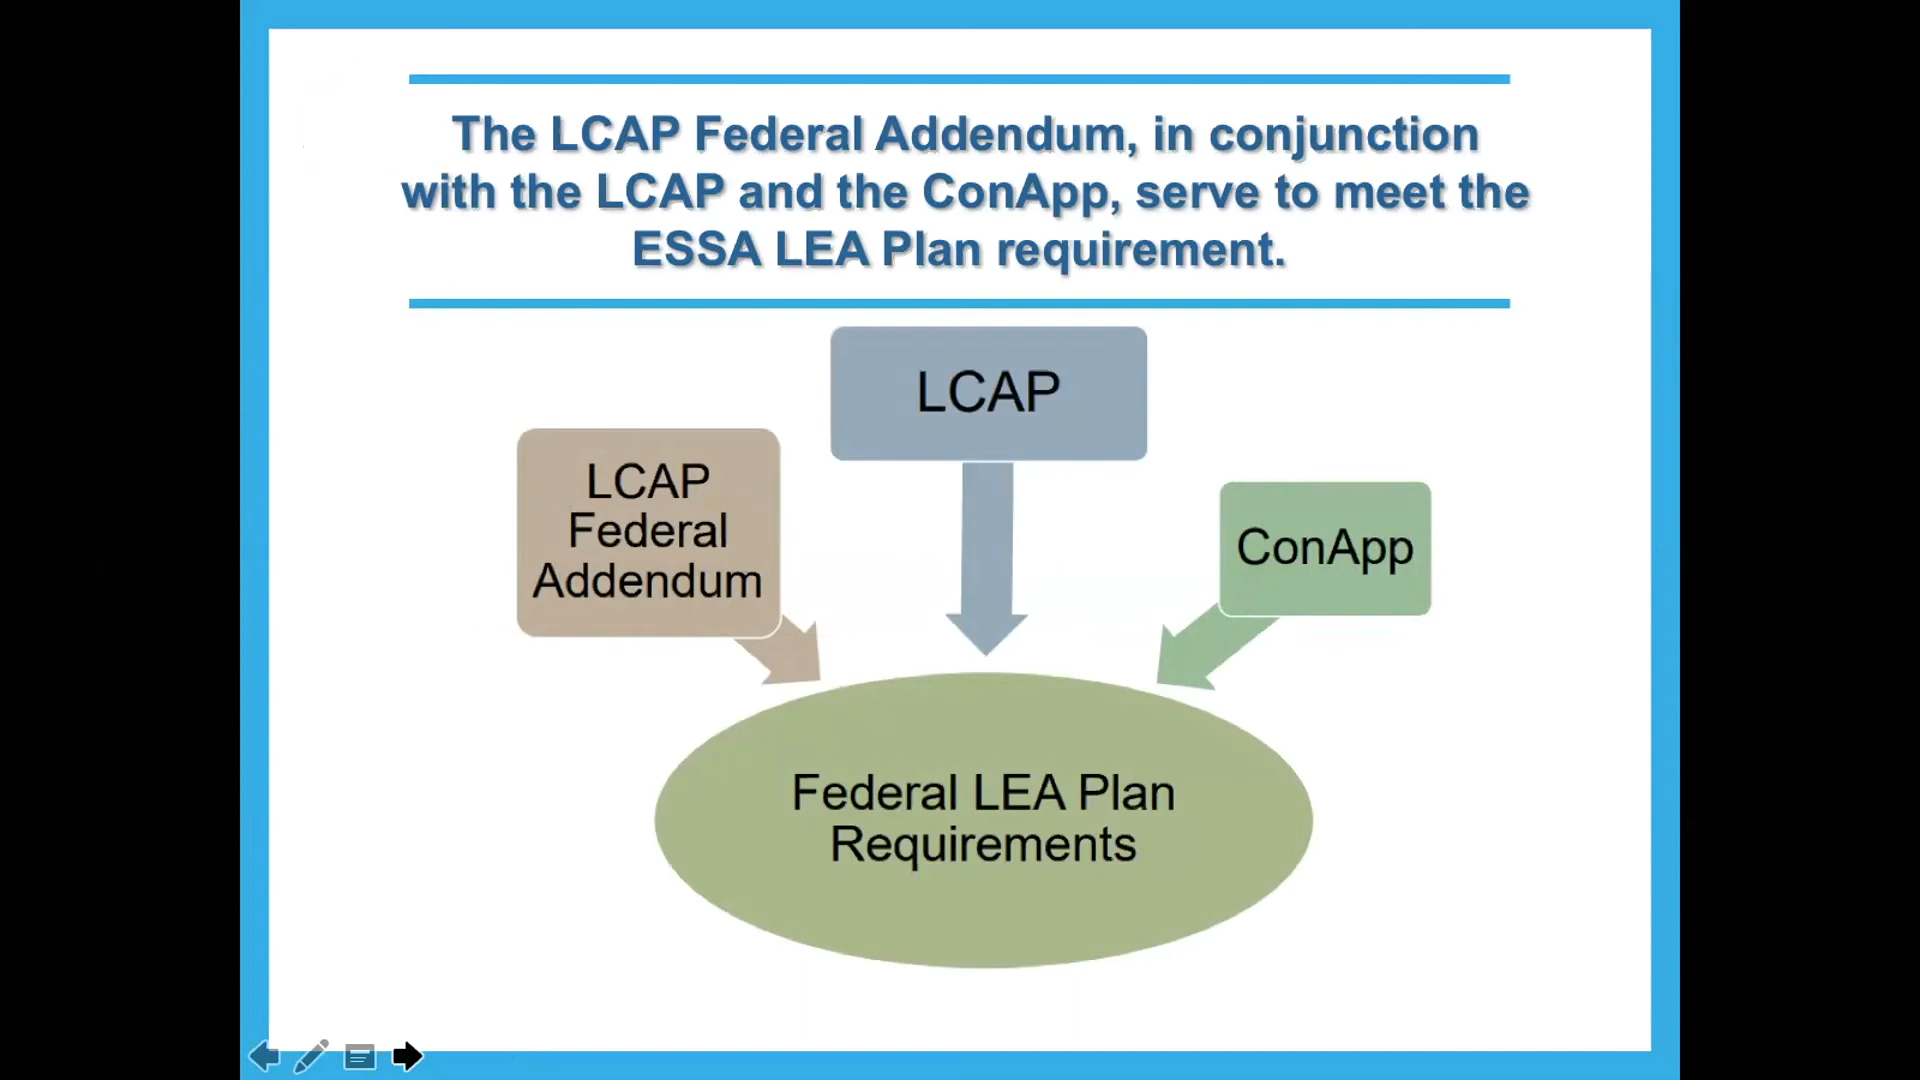 The LCAP Federal Addendum, in conjunction
with the LCAP and the ConApp, serve to meet the
ESSA LEA Plan requirement.
LCAP
LCAP
Federal
Addendum
ConApp
Federal LEA Plan
Requirements